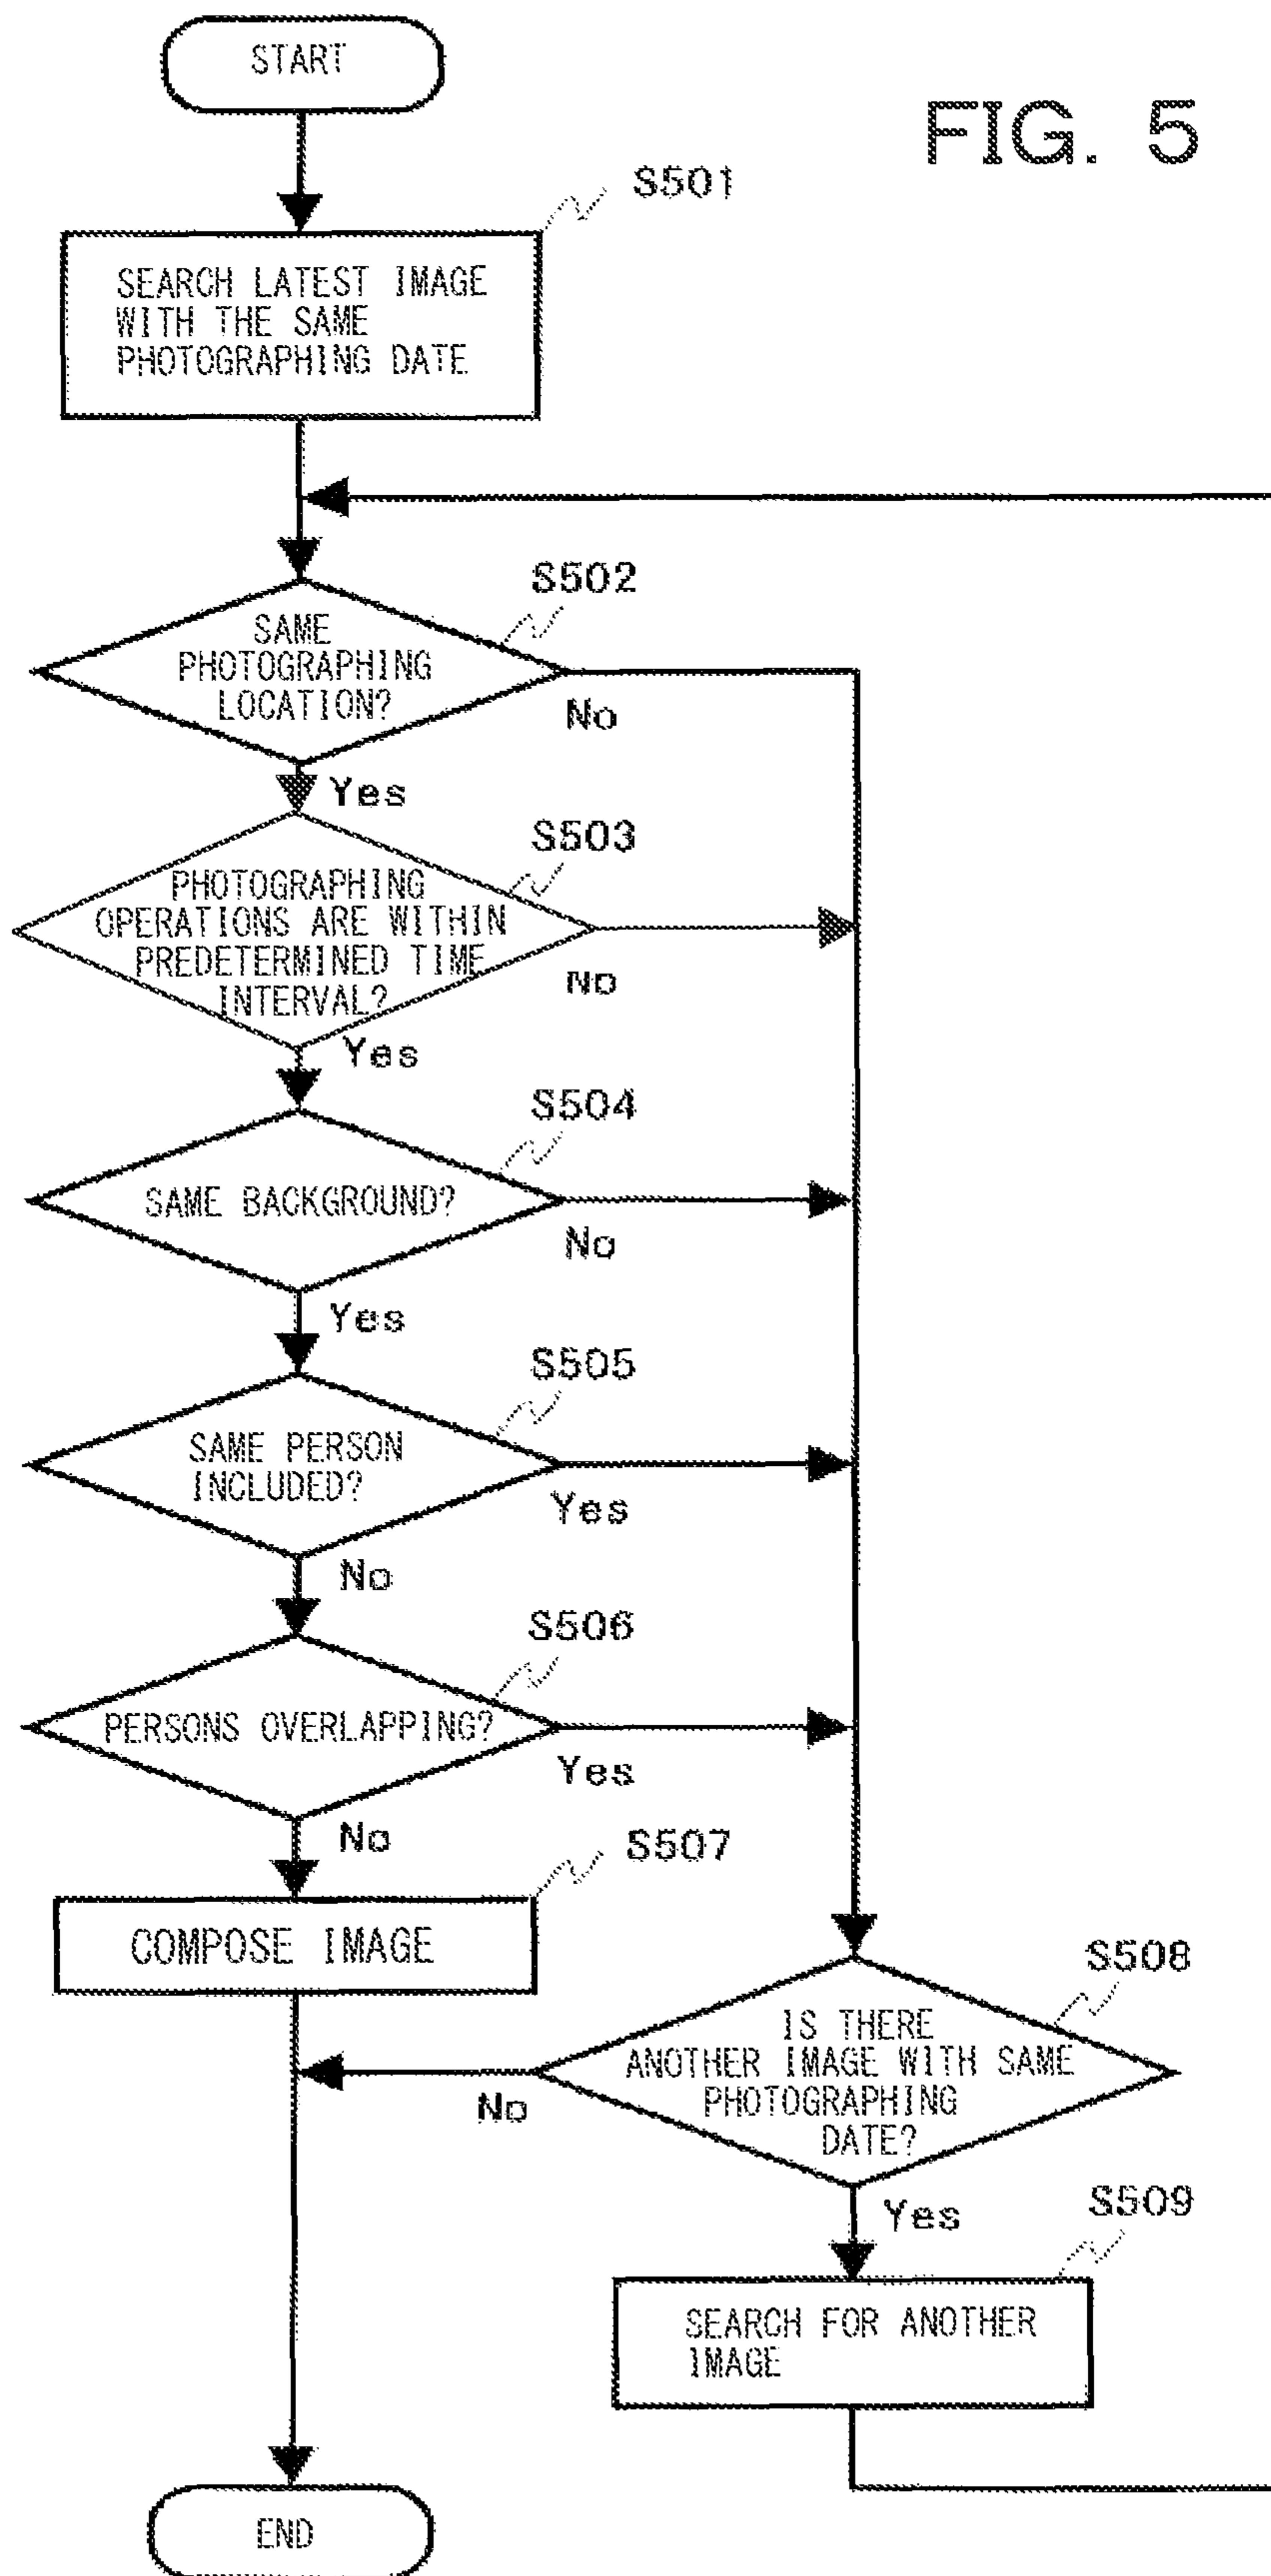 START
FIG. 5
S501
SEARCH LATEST IMAGE
WITH THE SAME
PHOTOGRAPHING DATE
S502
SAME
PHOTOGRAPHING
LOCATION?
No
Yes
S503
PHOTOGRAPHING
OPERATIONS ARE WITHIN
PREDETERMINED TIME
INTERVAL?
No
Yes
S504
SAME BACKGROUND?
No
Yes
S505
SAME PERSON
INCLUDED?
Yes
No
S506
PERSONS OVERLAPPING?
Yes
No
S507
COMPOSE IMAGE
S508
IS THERE
ANOTHER IMAGE WITH SAME
PHOTOGRAPHING
DATE?
No
Yes
S509
SEARCH FOR ANOTHER
IMAGE
END